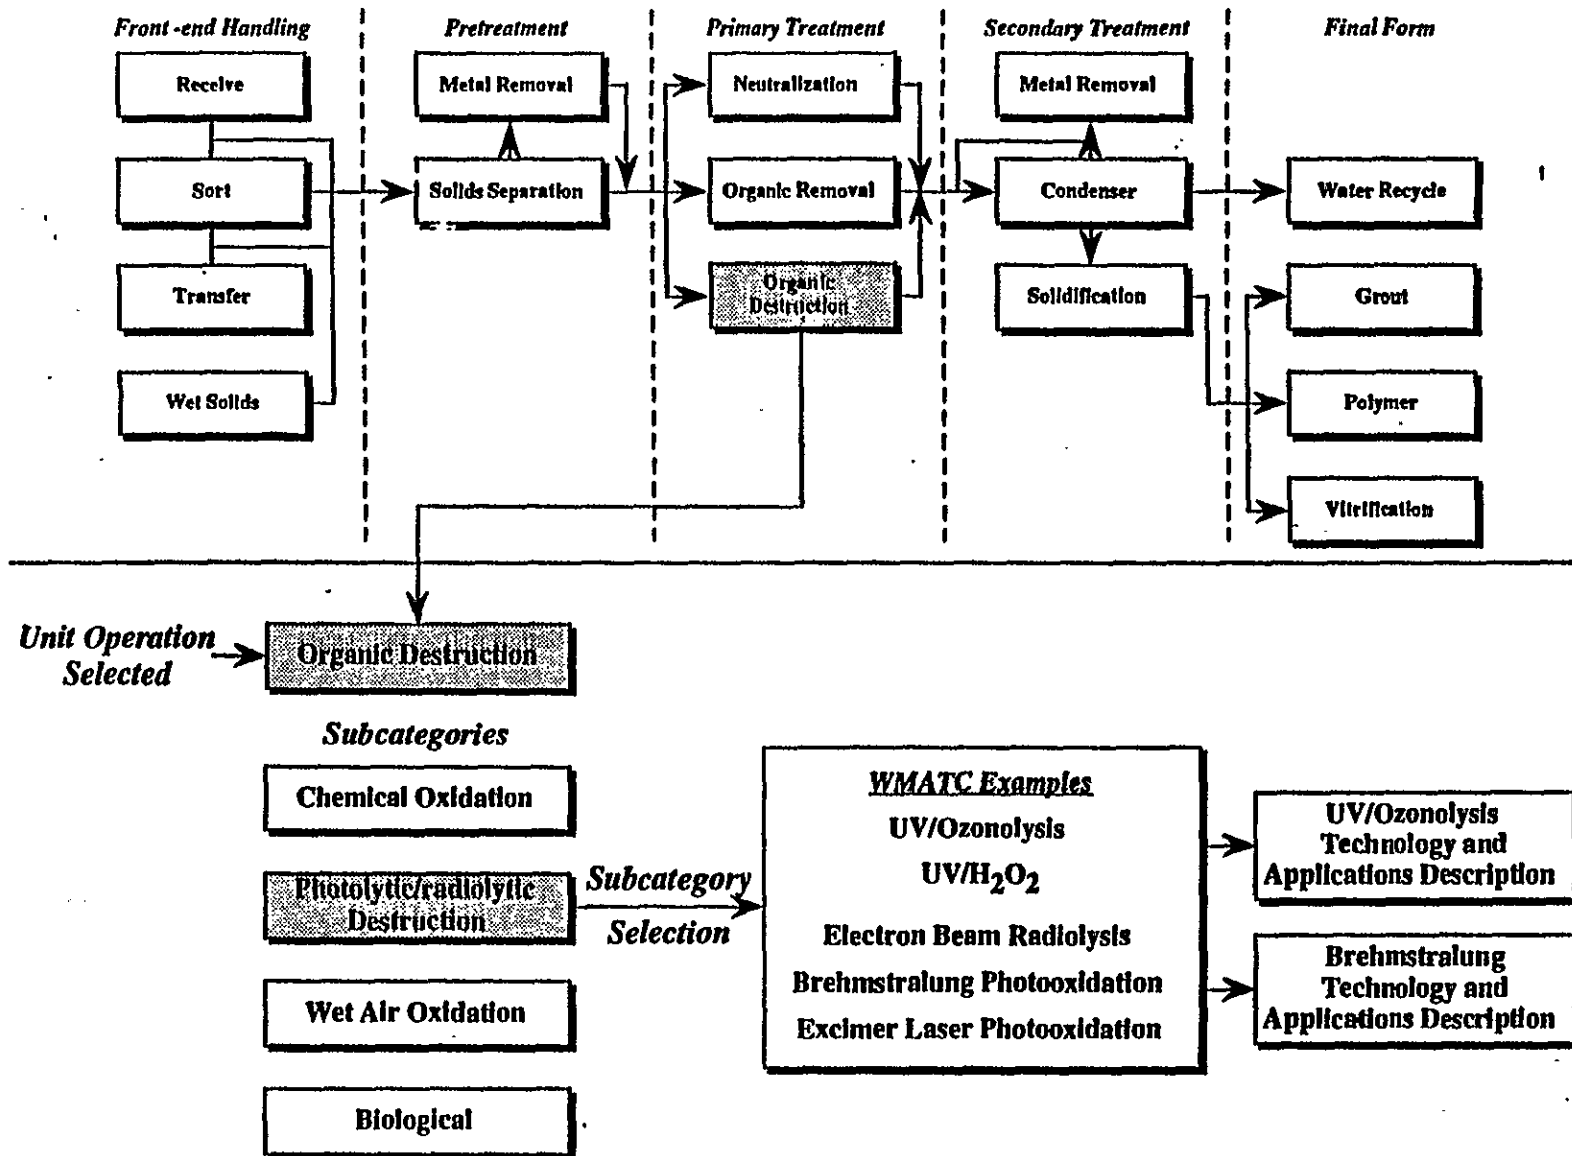 Front -end Handling
Pretreatment
Primary Treatment
Secondary Treatment
Final Form
Receive
Metal Removal
Neutralization
Metal Removal
Sort
Solids Separation
Organic Removal
Condenser
Water Recycle
Transfer
Organic
Destruction
Solidification
Grout
Wet Solids
Polymer
Vitrification
Unit Operation
Selected
Organic Destruction
Subcategories
Chemical Oxidation
Photolytic/radiolytic
Destruction
Wet Air Oxidation
Biological
Subcategory
Selection
WMATC Examples
UV/Ozonolysis
UV/H₂O₂
Electron Beam Radiolysis
Brehmstralung Photooxidation
Excimer Laser Photooxidation
UV/Ozonolysis
Technology and
Applications Description
Brehmstralung
Technology and
Applications Description